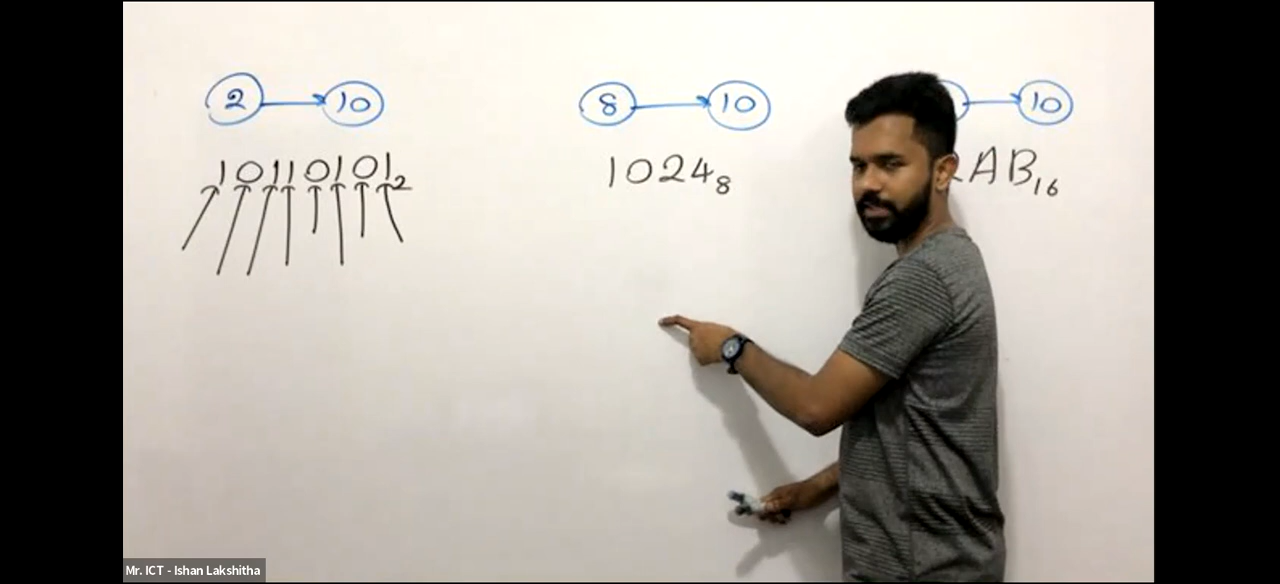 2 → 10
10110101₂
8 → 10
1024₈
→ 10
AB₁₆
Mr. ICT - Ishan Lakshitha